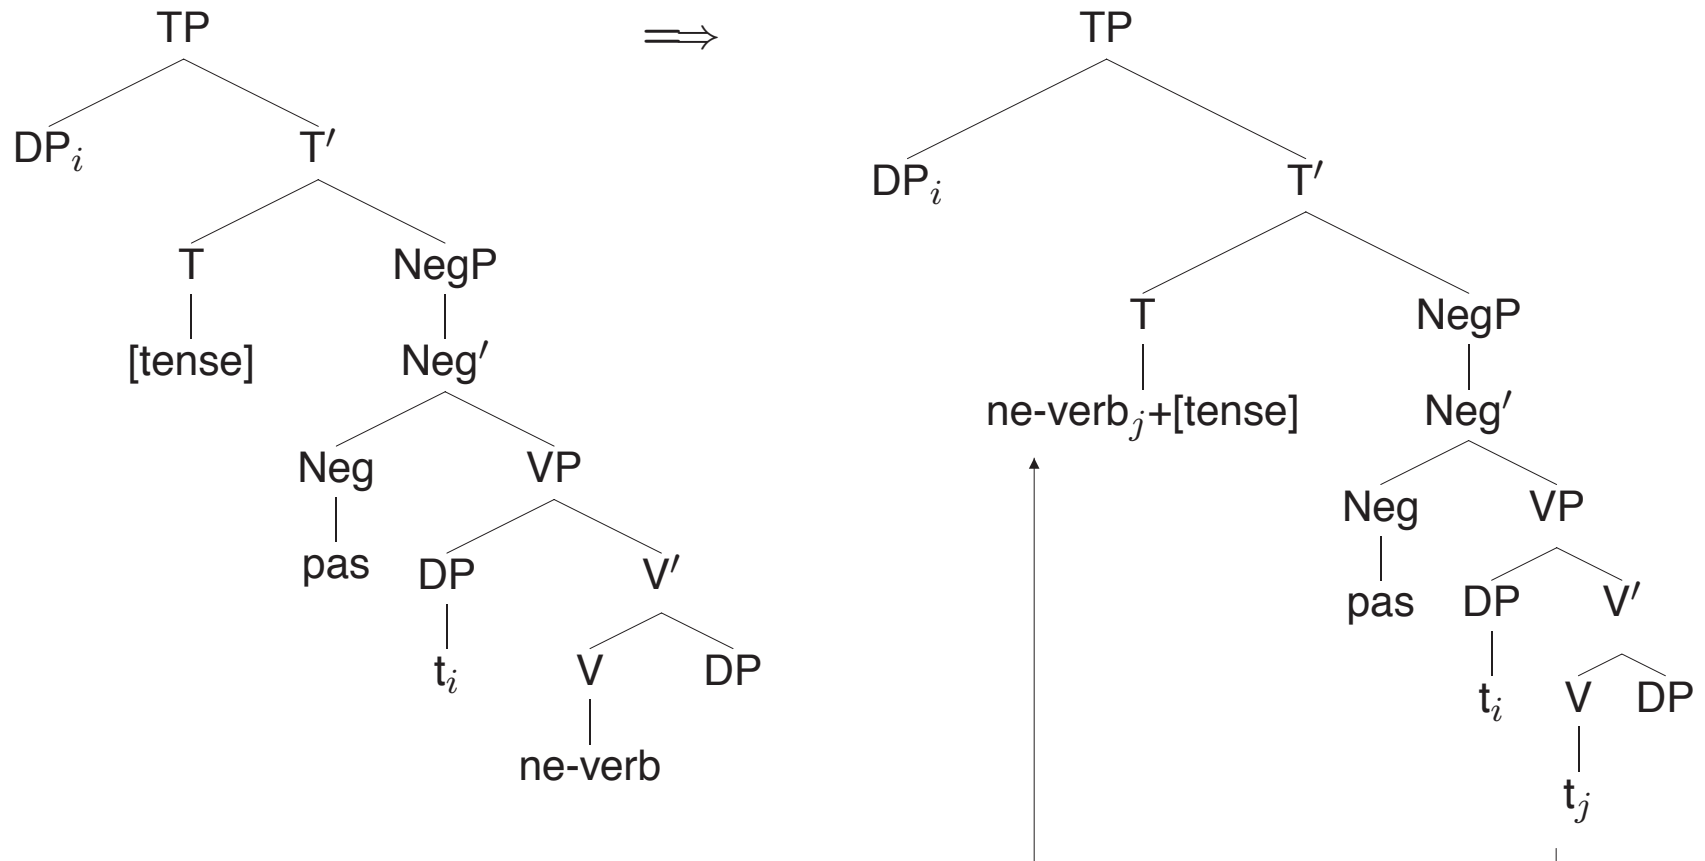 TP ⟹ TP
DPᵢ T′
DPᵢ T′
T NegP
T NegP
[tense] Neg′
ne-verbⱼ+[tense] Neg′
Neg VP
Neg VP
pas DP V′
pas DP V′
tᵢ V DP
tᵢ V DP
ne-verb
tⱼ